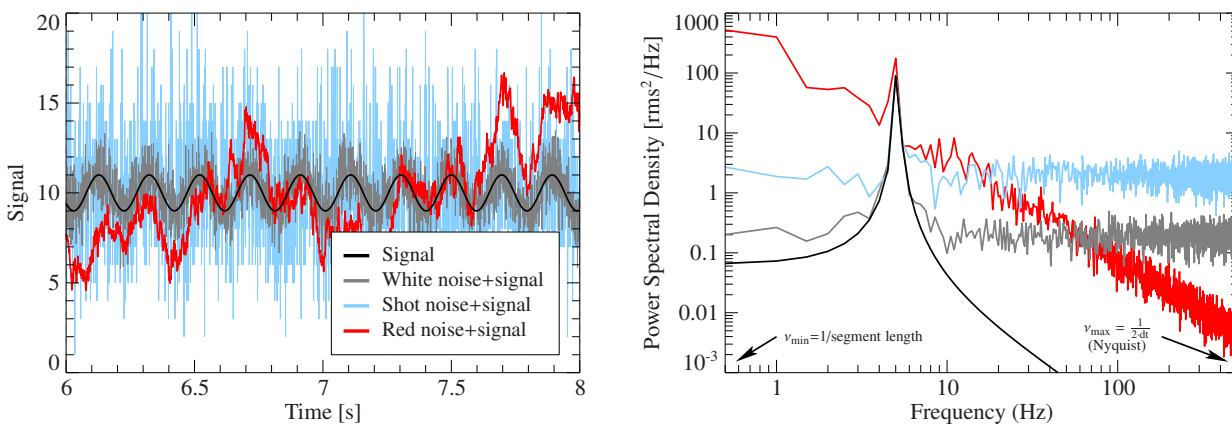 20
15
10
5
0
Signal
6
6.5
7
7.5
8
Time [s]
Signal
White noise+signal
Shot noise+signal
Red noise+signal
1000
100
10
1
0.1
0.01
10⁻³
Power Spectral Density [rms²/Hz]
1
10
100
Frequency (Hz)
ν_min=1/segment length
ν_max = 1/(2·dt)
(Nyquist)